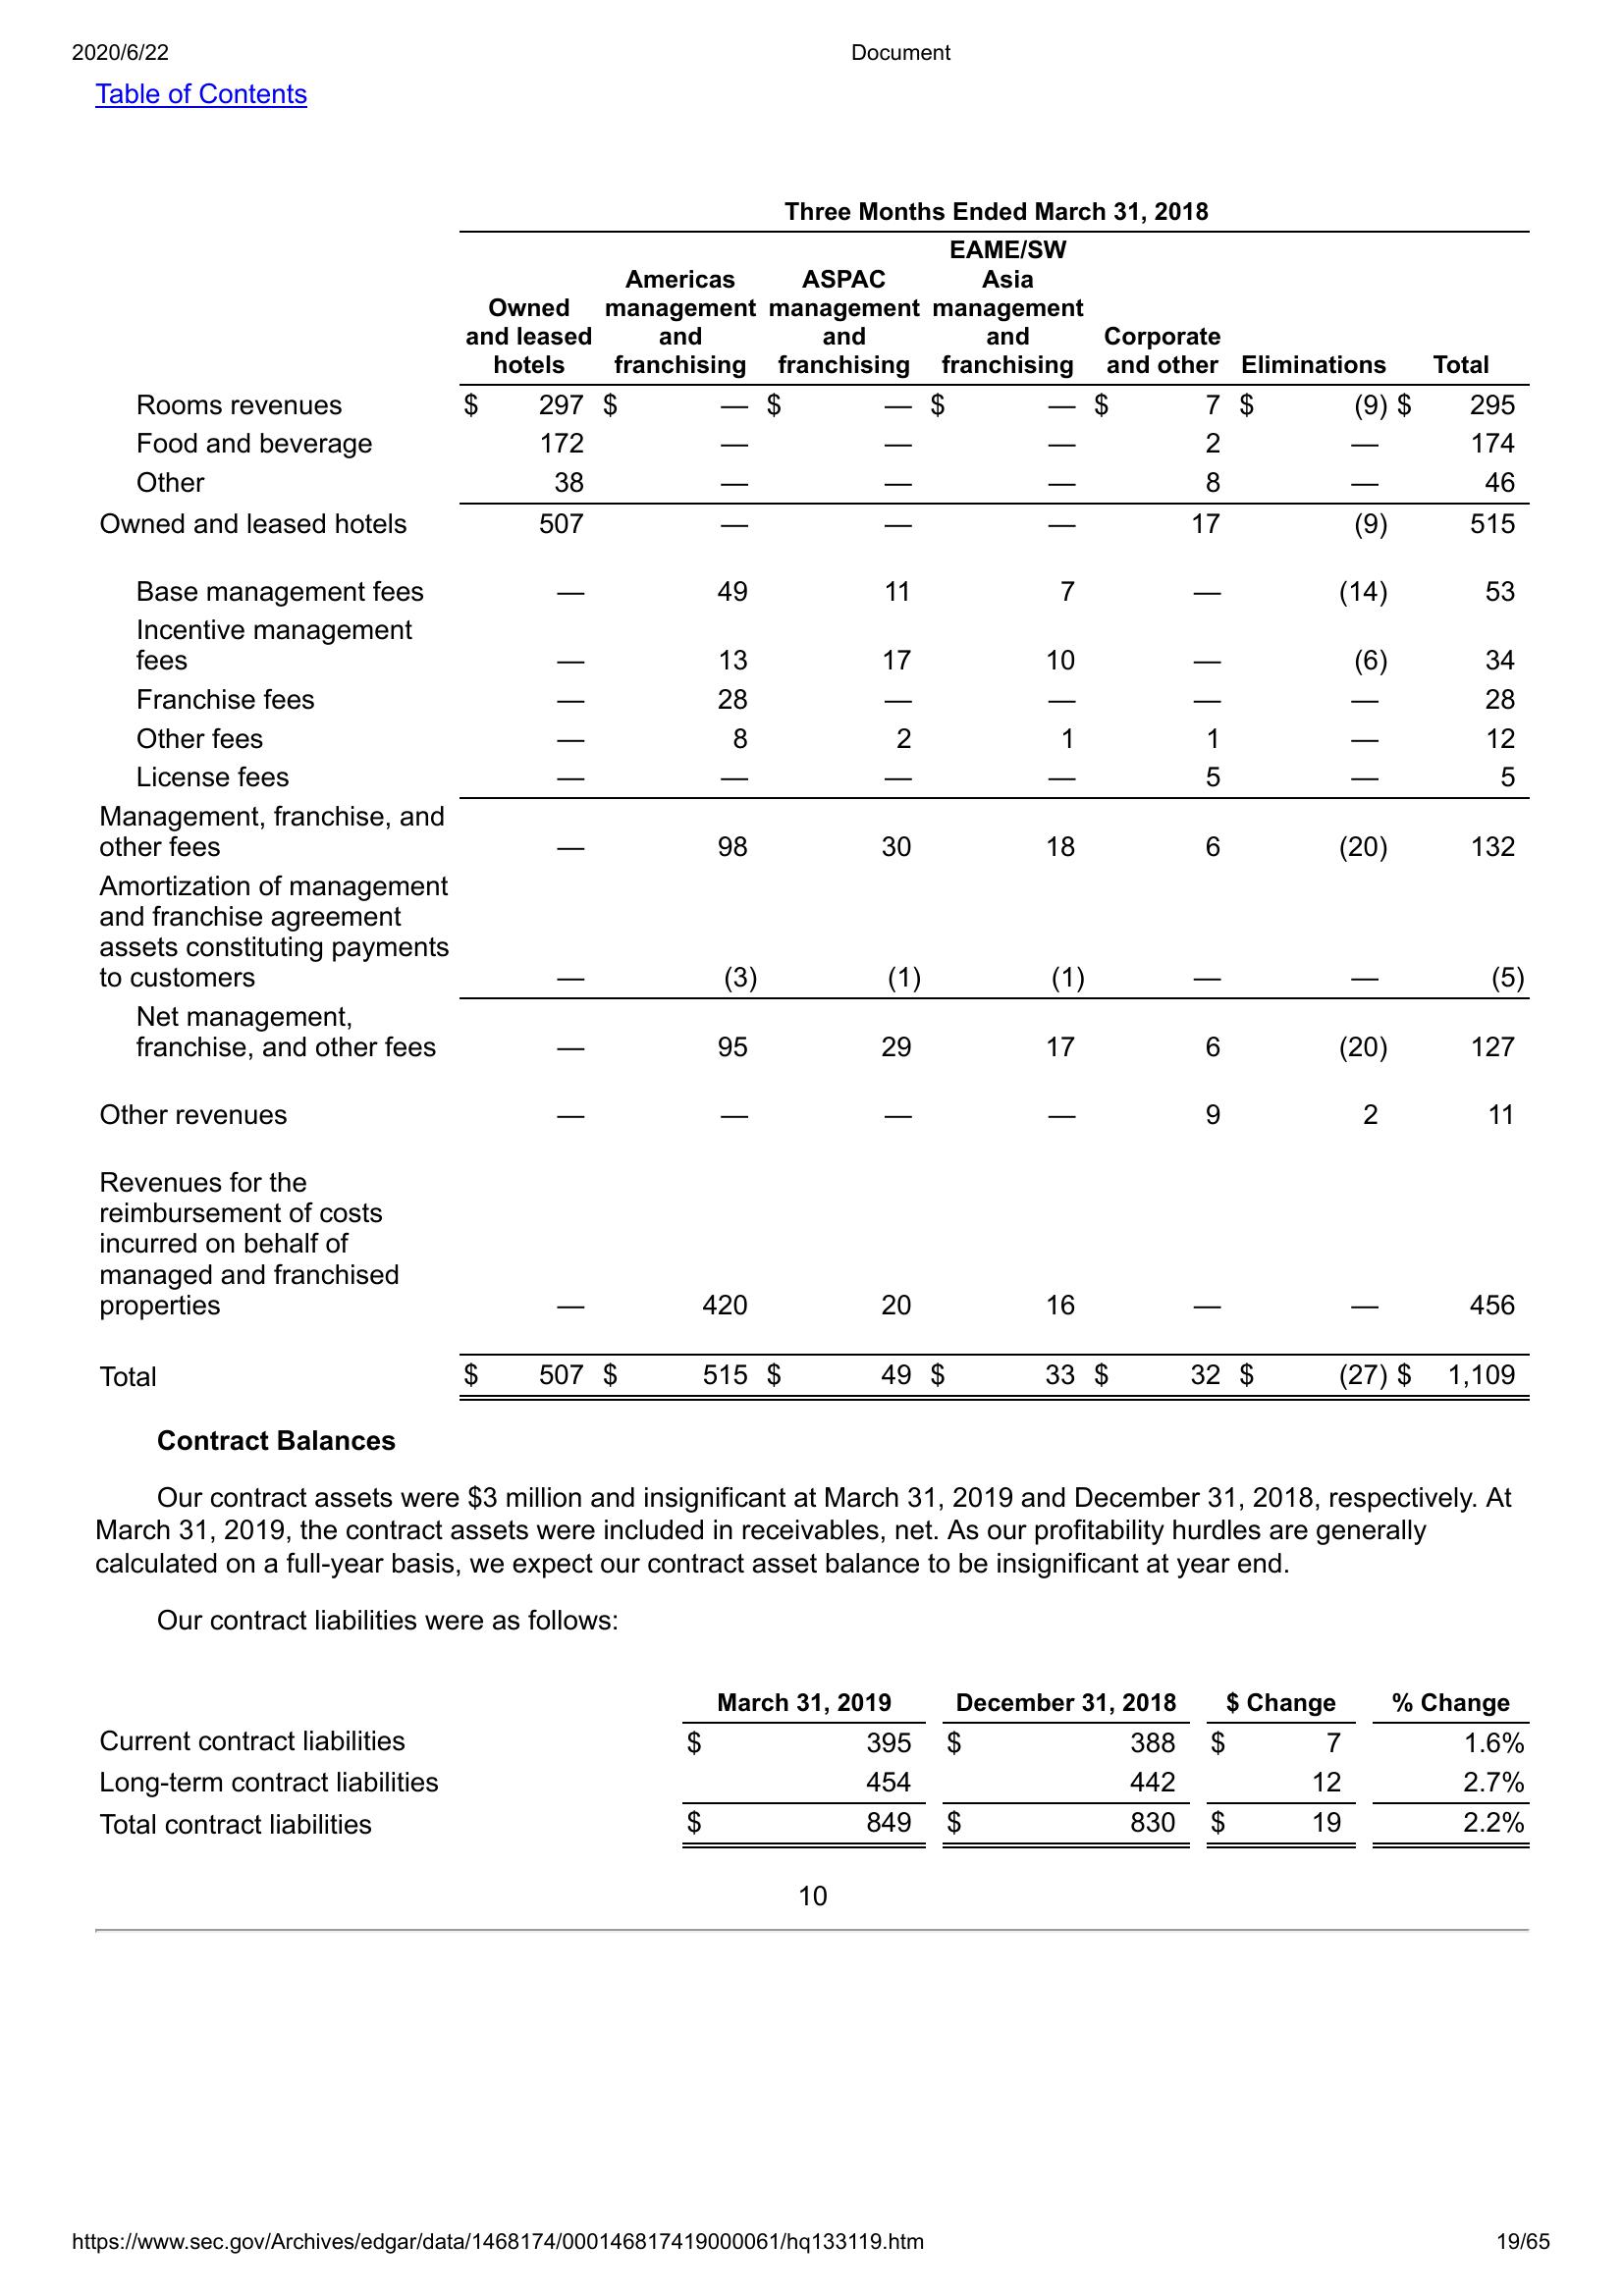 2020/6/22 Document
Table of Contents
Three Months Ended March 31, 2018
EAME/SW
Americas ASPAC Asia
Owned management management management
and leased and and and Corporate
hotels franchising franchising franchising and other Eliminations Total
Rooms revenues $ 297 $ — $ — $ — $ 7 $ (9) $ 295
Food and beverage 172 — — — 2 — 174
Other 38 — — — 8 — 46
Owned and leased hotels 507 — — — 17 (9) 515
Base management fees — 49 11 7 — (14) 53
Incentive management
fees — 13 17 10 — (6) 34
Franchise fees — 28 — — — — 28
Other fees — 8 2 1 1 — 12
License fees — — — — 5 — 5
Management, franchise, and
other fees — 98 30 18 6 (20) 132
Amortization of management
and franchise agreement
assets constituting payments
to customers — (3) (1) (1) — — (5)
Net management,
franchise, and other fees — 95 29 17 6 (20) 127
Other revenues — — — — 9 2 11
Revenues for the
reimbursement of costs
incurred on behalf of
managed and franchised
properties — 420 20 16 — — 456
Total $ 507 $ 515 $ 49 $ 33 $ 32 $ (27) $ 1,109
Contract Balances
Our contract assets were $3 million and insignificant at March 31, 2019 and December 31, 2018, respectively. At
March 31, 2019, the contract assets were included in receivables, net. As our profitability hurdles are generally
calculated on a full-year basis, we expect our contract asset balance to be insignificant at year end.
Our contract liabilities were as follows:
March 31, 2019 December 31, 2018 $ Change % Change
Current contract liabilities $ 395 $ 388 $ 7 1.6%
Long-term contract liabilities 454 442 12 2.7%
Total contract liabilities $ 849 $ 830 $ 19 2.2%
10
https://www.sec.gov/Archives/edgar/data/1468174/000146817419000061/hq133119.htm 19/65